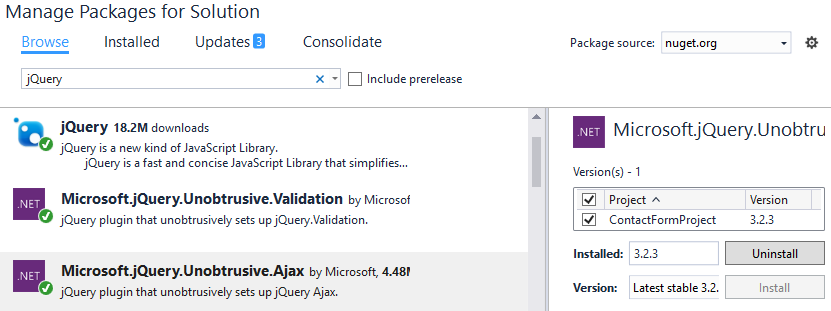 Manage Packages for Solution
Browse Installed Updates 3 Consolidate
Package source: nuget.org
jQuery
Include prerelease
jQuery 18.2M downloads
jQuery is a new kind of JavaScript Library.
jQuery is a fast and concise JavaScript Library that simplifies...
.NET
Microsoft.jQuery.Unobtrusive.Validation by Microsof
jQuery plugin that unobtrusively sets up jQuery.Validation.
.NET
Microsoft.jQuery.Unobtrusive.Ajax by Microsoft, 4.48M
jQuery plugin that unobtrusively sets up jQuery Ajax.
.NET
Microsoft.jQuery.Unobtru
Version(s) - 1
Project Version
ContactFormProject 3.2.3
Installed: 3.2.3 Uninstall
Version: Latest stable 3.2. Install